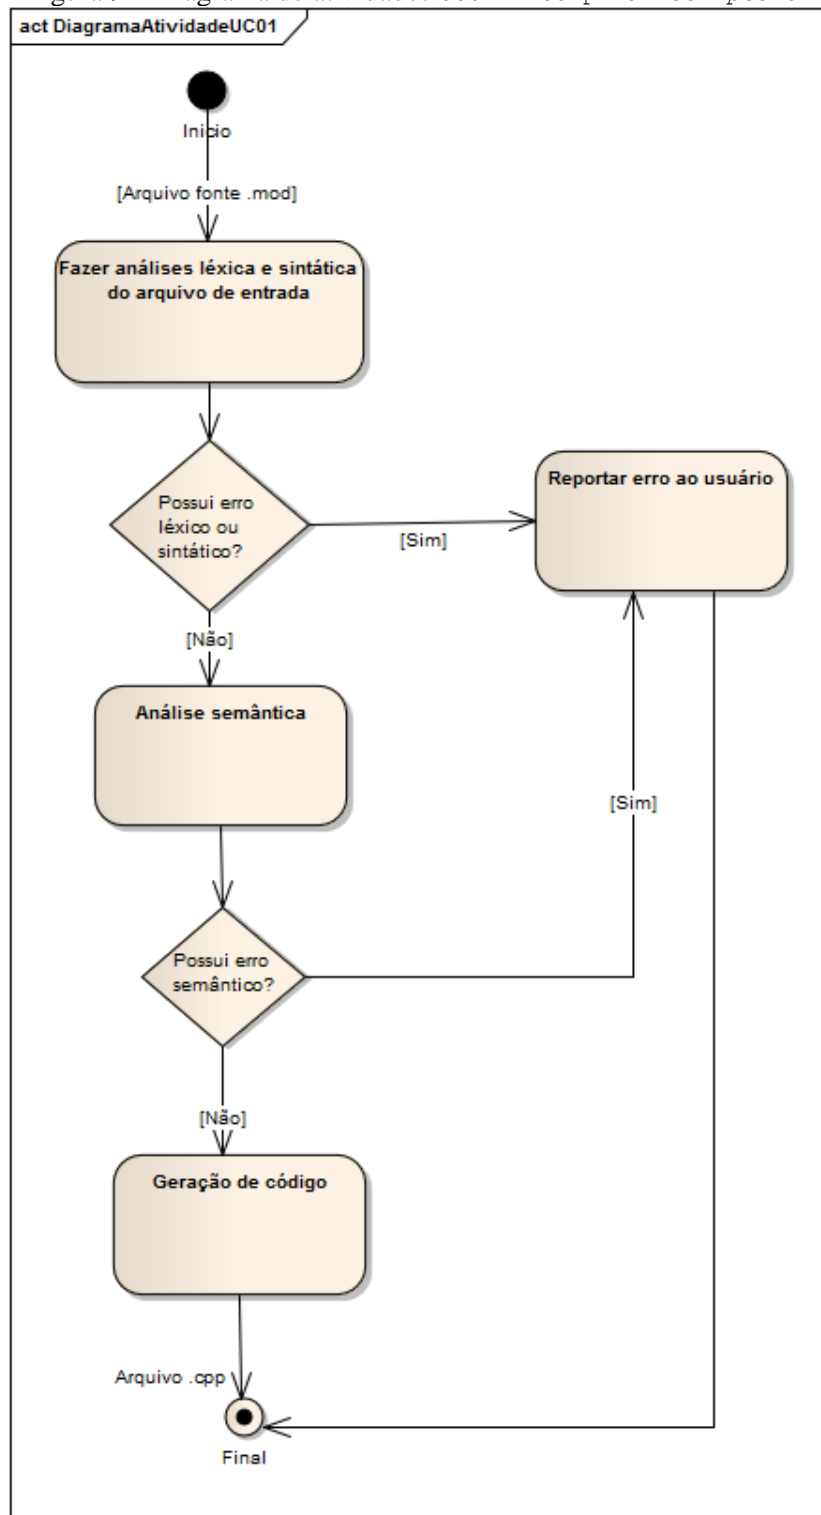 act DiagramaAtividadeUC01
Inicio
[Arquivo fonte .mod]
Fazer análises léxica e sintática
do arquivo de entrada
Possui erro
léxico ou
sintático?
[Sim]
Reportar erro ao usuário
[Não]
Análise semântica
[Sim]
Possui erro
semântico?
[Não]
Geração de código
Arquivo .cpp
Final